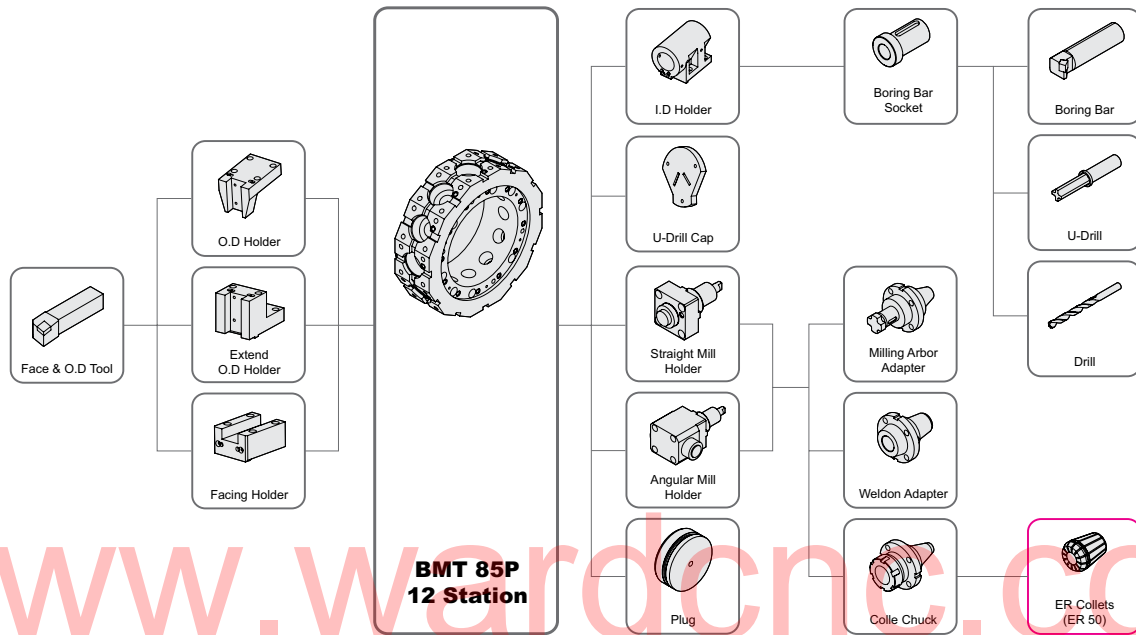 I.D Holder
Boring Bar
Socket
Boring Bar
O.D Holder
U-Drill Cap
U-Drill
Face & O.D Tool
Extend
O.D Holder
Straight Mill
Holder
Milling Arbor
Adapter
Drill
Facing Holder
Angular Mill
Holder
Weldon Adapter
BMT 85P
12 Station
Plug
Colle Chuck
ER Collets
(ER 50)
www.wardcnc.co